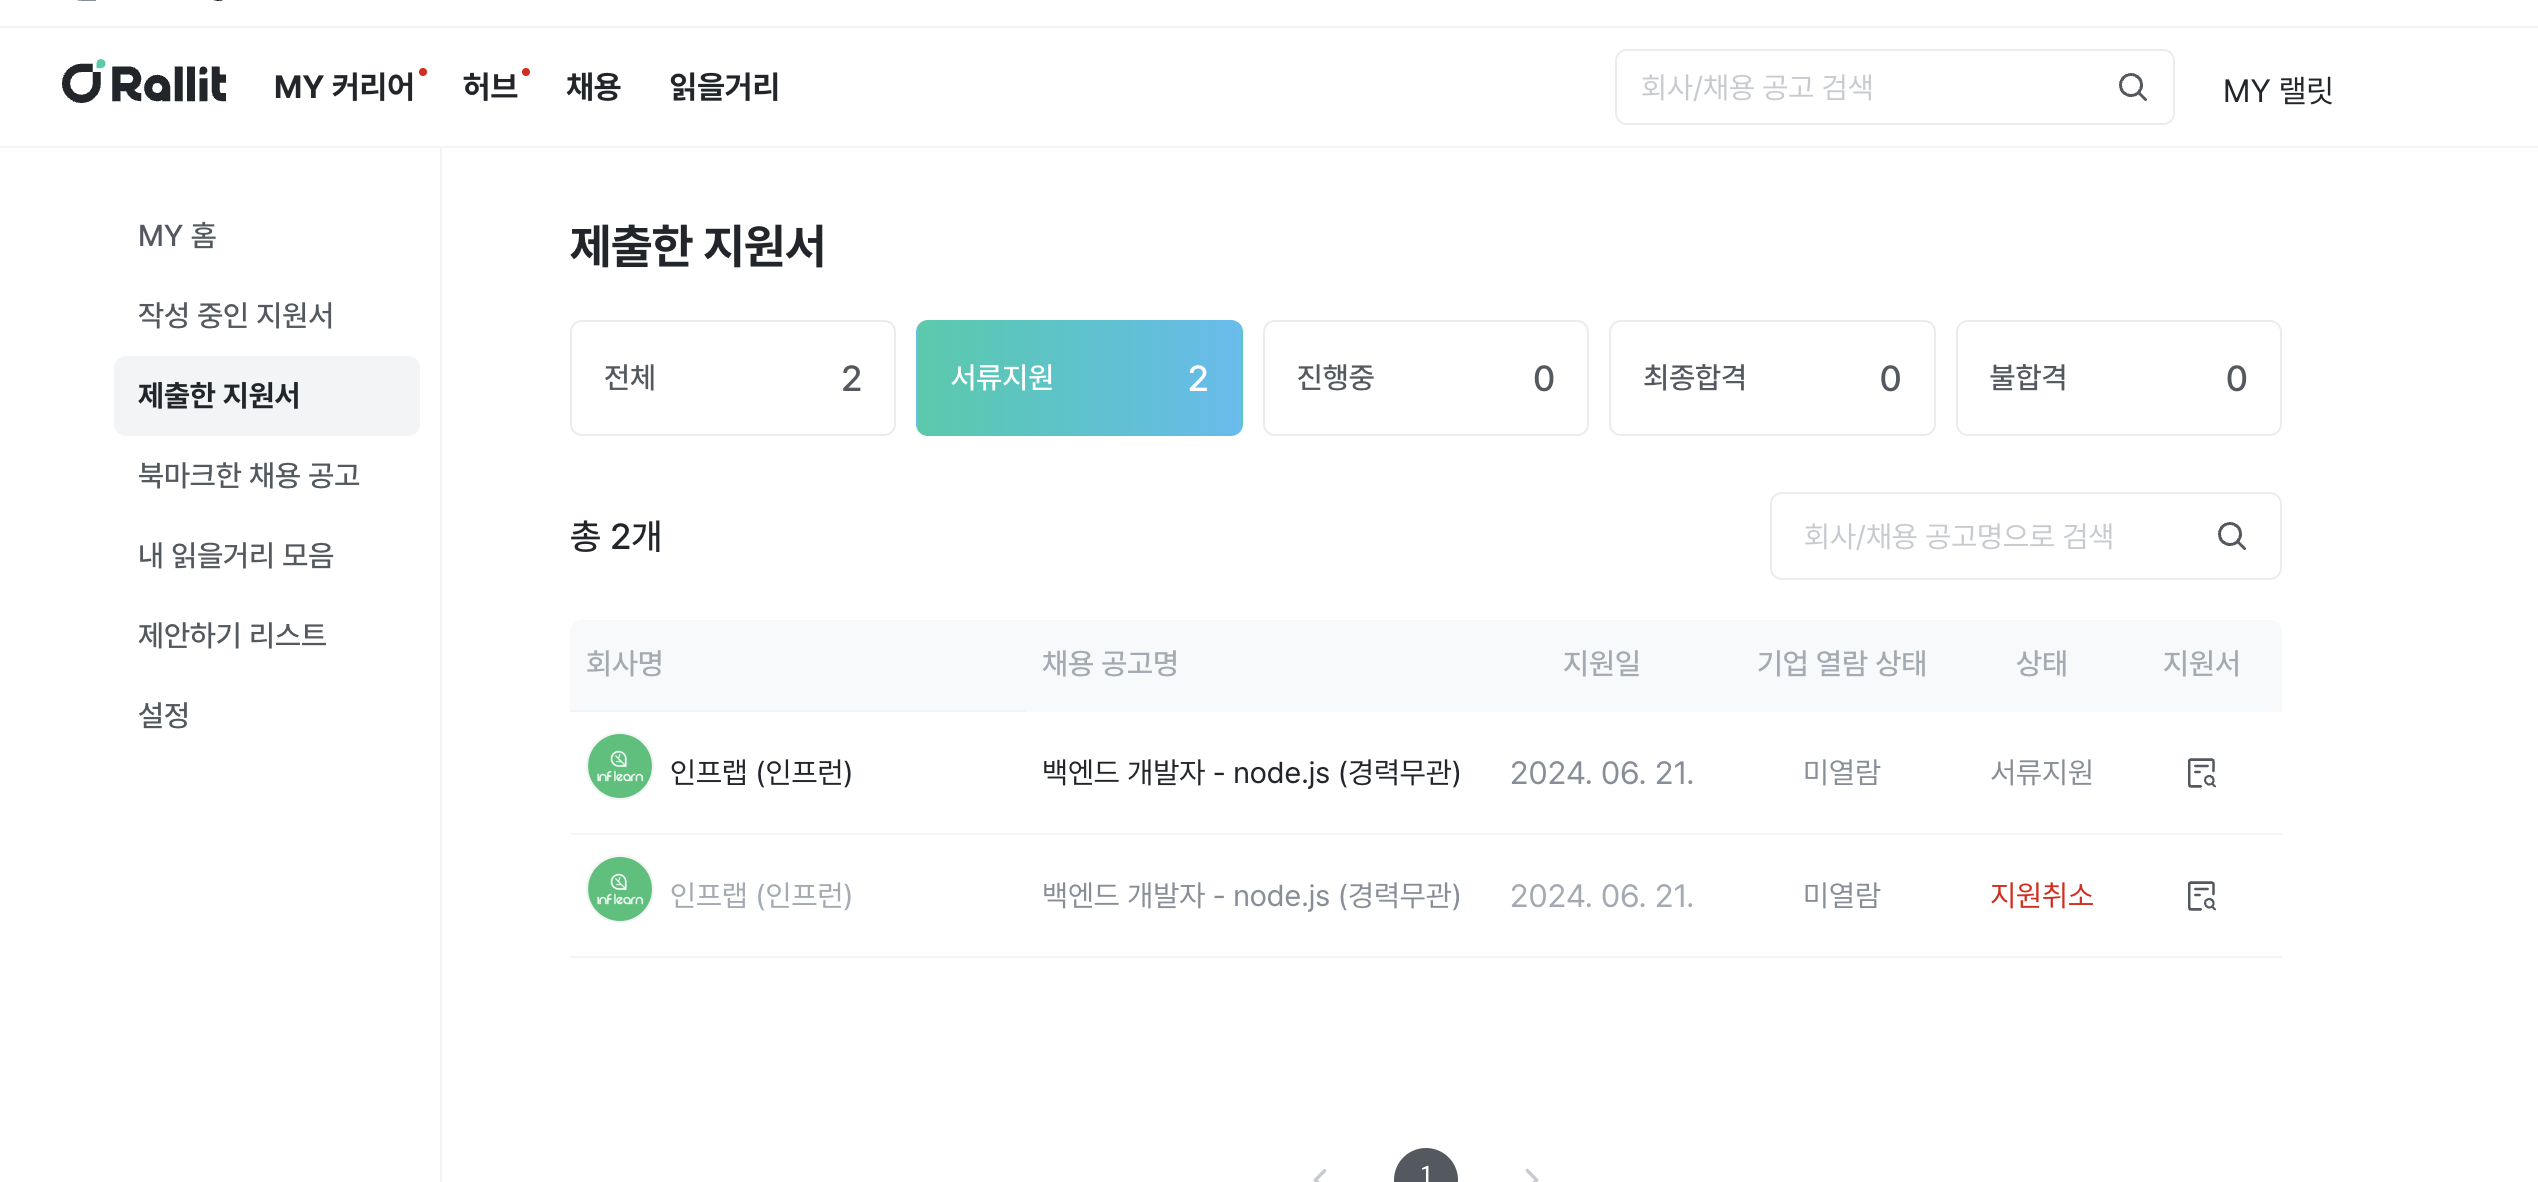 Rallit MY 커리어 허브 채용 읽을거리 회사/채용 공고 검색 MY 랠릿
MY 홈
작성 중인 지원서
제출한 지원서
북마크한 채용 공고
내 읽을거리 모음
제안하기 리스트
설정
제출한 지원서
전체 2 서류지원 2 진행중 0 최종합격 0 불합격 0
총 2개 회사/채용 공고명으로 검색
회사명 채용 공고명 지원일 기업 열람 상태 상태 지원서
inflearn 인프랩 (인프런) 백엔드 개발자 - node.js (경력무관) 2024. 06. 21. 미열람 서류지원
inflearn 인프랩 (인프런) 백엔드 개발자 - node.js (경력무관) 2024. 06. 21. 미열람 지원취소
1